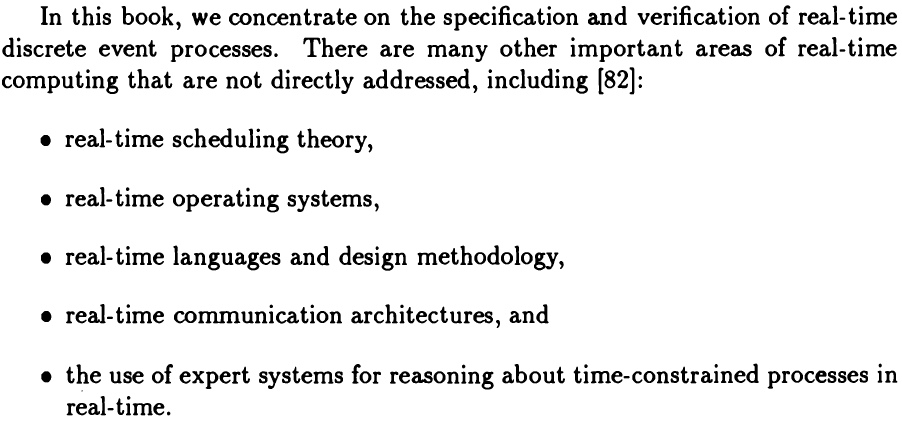 In this book, we concentrate on the specification and verification of real-time
discrete event processes. There are many other important areas of real-time
computing that are not directly addressed, including [82]:
• real-time scheduling theory,
• real-time operating systems,
• real-time languages and design methodology,
• real-time communication architectures, and
• the use of expert systems for reasoning about time-constrained processes in
real-time.